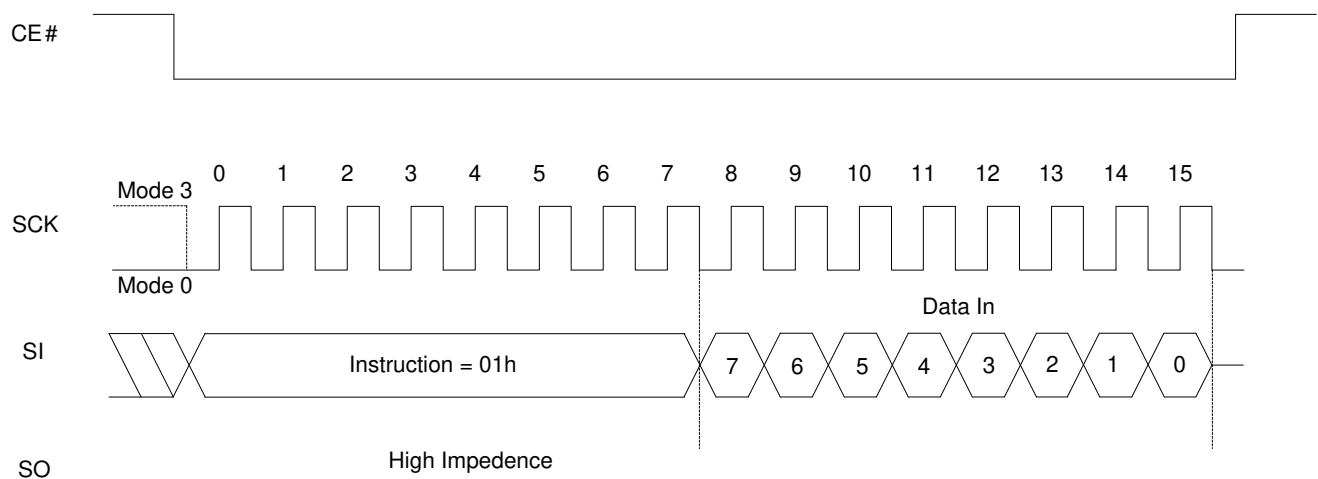 CE#
0 1 2 3 4 5 6 7 8 9 10 11 12 13 14 15
Mode 3
SCK
Mode 0
Data In
SI
Instruction = 01h
7 6 5 4 3 2 1 0
High Impedence
SO